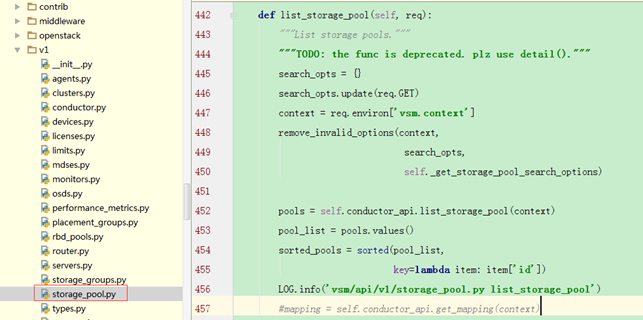 contrib
middleware
openstack
v1
__init__.py
agents.py
clusters.py
conductor.py
devices.py
licenses.py
limits.py
mdses.py
monitors.py
osds.py
performance_metrics.py
placement_groups.py
rbd_pools.py
router.py
servers.py
storage_groups.py
storage_pool.py
types.py
442 def list_storage_pool(self, req):
443 """List storage pools."""
444 """TODO: the func is deprecated. plz use detail()."""
445 search_opts = {}
446 search_opts.update(req.GET)
447 context = req.environ['vsm.context']
448 remove_invalid_options(context,
449 search_opts,
450 self._get_storage_pool_search_options)
451
452 pools = self.conductor_api.list_storage_pool(context)
453 pool_list = pools.values()
454 sorted_pools = sorted(pool_list,
455 key=lambda item: item['id'])
456 LOG.info('vsm/api/v1/storage_pool.py list_storage_pool')
457 #mapping = self.conductor_api.get_mapping(context)